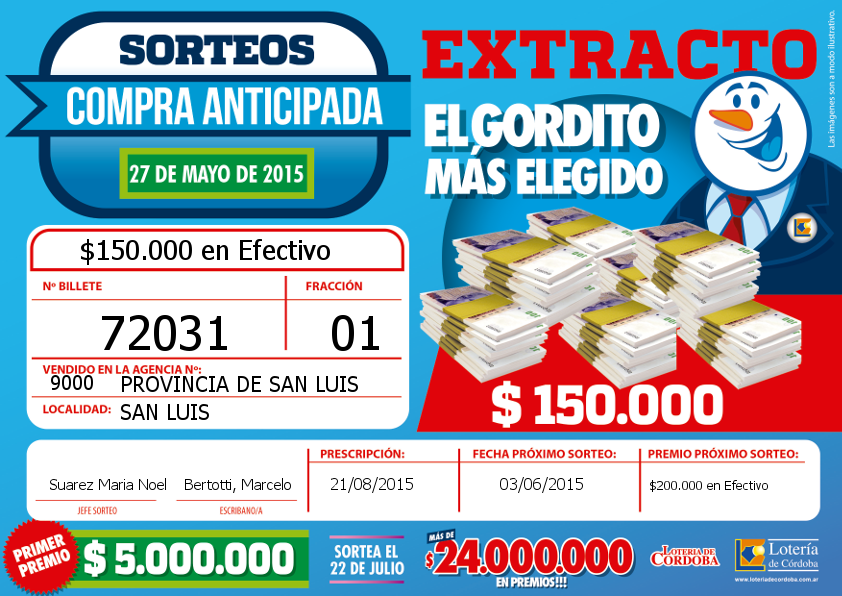 SORTEOS
COMPRA ANTICIPADA
27 DE MAYO DE 2015
EXTRACTO
EL GORDITO
MÁS ELEGIDO
Las imágenes son a modo ilustrativo.
$150.000 en Efectivo
Nº BILLETE
FRACCIÓN
72031
01
VENDIDO EN LA AGENCIA Nº:
9000 PROVINCIA DE SAN LUIS
LOCALIDAD: SAN LUIS
$ 150.000
Suarez Maria Noel
JEFE SORTEO
Bertotti, Marcelo
ESCRIBANO/A
PRESCRIPCIÓN:
21/08/2015
FECHA PRÓXIMO SORTEO:
03/06/2015
PREMIO PRÓXIMO SORTEO:
$200.000 en Efectivo
PRIMER
PREMIO
$ 5.000.000
SORTEA EL
22 DE JULIO
MÁS DE
$24.000.000
EN PREMIOS!!!
LOTERIA DE
CORDOBA
Lotería
de Córdoba
www.loteriadecordoba.com.ar